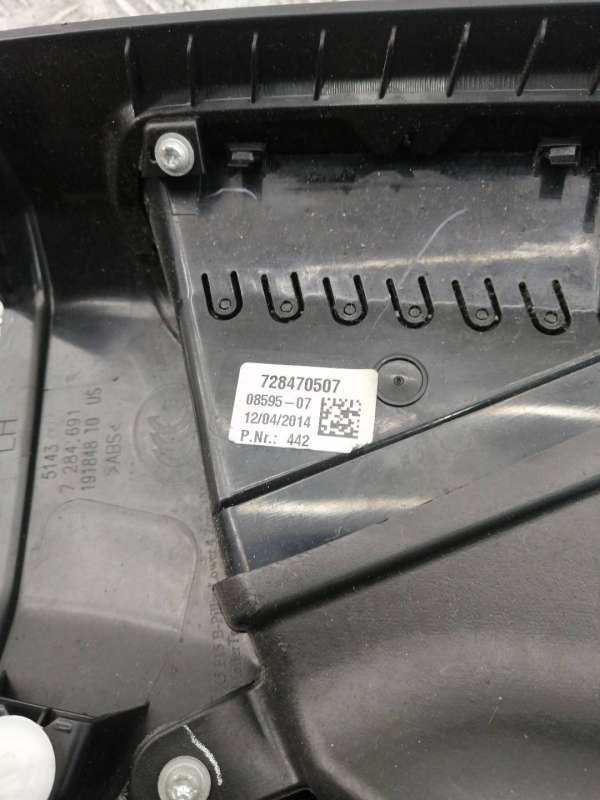 728470507
08595-07
12/04/2014
P.Nr.: 442
LH
5143
7 284 691
191848 10 US
>ABS<